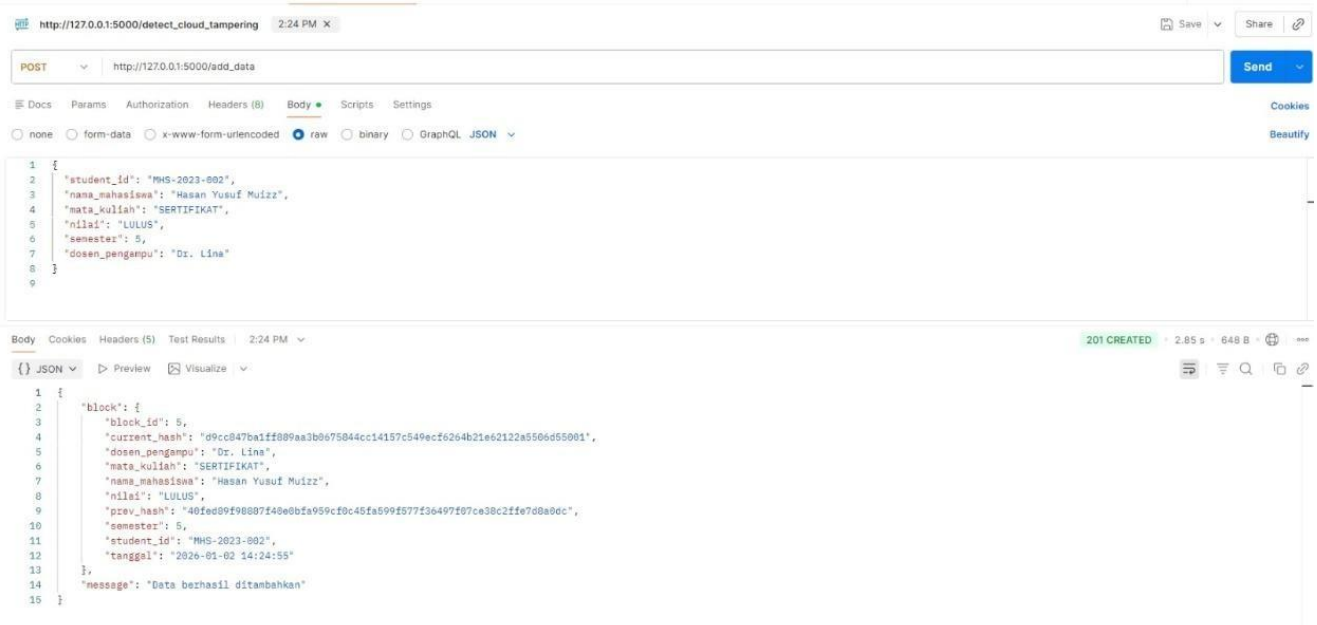 http://127.0.0.1:5000/detect_cloud_tampering 2:24 PM X Save Share
POST http://127.0.0.1:5000/add_data Send
Docs Params Authorization Headers (8) Body Scripts Settings Cookies
none form-data x-www-form-urlencoded raw binary GraphQL JSON Beautify
1 {
2 "student_id": "MHS-2023-002",
3 "nama_mahasiswa": "Hasan Yusuf Muizz",
4 "mata_kuliah": "SERTIFIKAT",
5 "nilai": "LULUS",
6 "semester": 5,
7 "dosen_pengampu": "Dr. Lina"
8 }
9
Body Cookies Headers (5) Test Results 2:24 PM 201 CREATED 2.85 s 648 B
{} JSON Preview Visualize
1 {
2 "block": {
3 "block_id": 5,
4 "current_hash":
5 "dosen_pengampu": "Dr. Lina",
6 "mata_kuliah": "SERTIFIKAT",
7 "nama_mahasiswa": "Hasan Yusuf Muizz",
8 "nilai": "LULUS",
9 "prev_hash":
10 "semester": 5,
11 "student_id": "MHS-2023-002",
12 "tanggal": "2026-01-02 14:24:55"
13 },
14 "message": "Data berhasil ditambahkan"
15 }